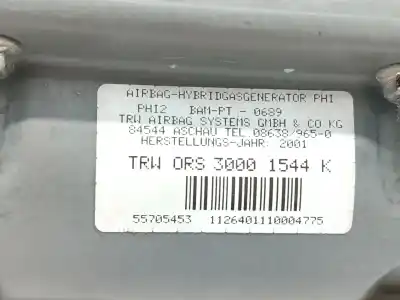 AIRBAG-HYBRIDGASGENERATOR PHI
PHI2 BAM-PT - 0689
TRW AIRBAG SYSTEMS GMBH & CO KG
84544 ASCHAU TEL.08638/965-0
HERSTELLUNGS-JAHR: 2001
TRW ORS 3000 1544 K
55705453 1126401110004775